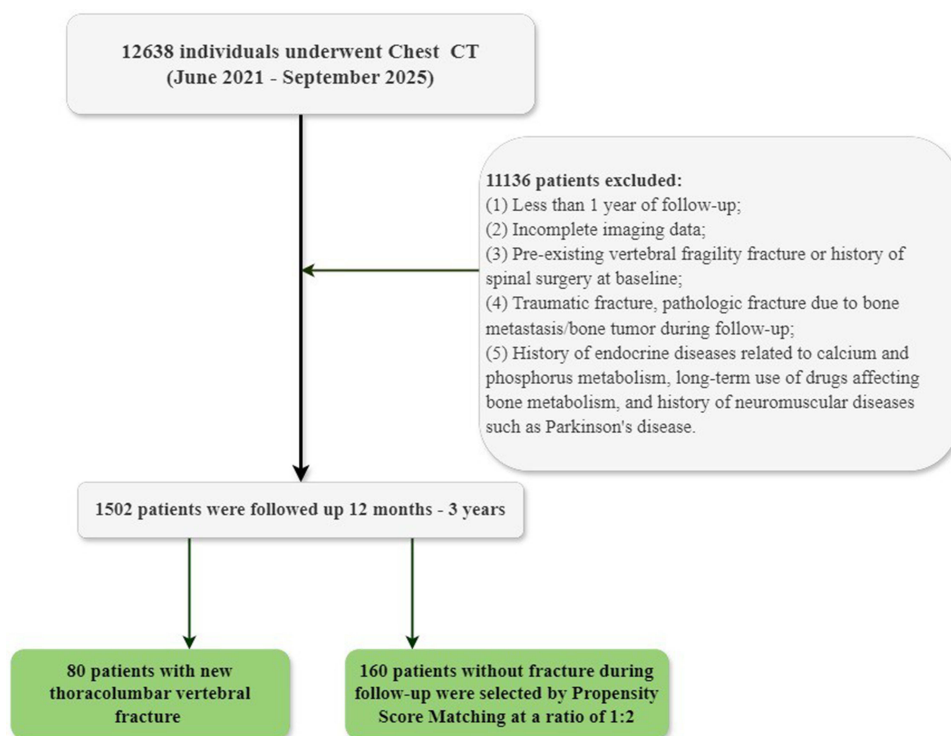 12638 individuals underwent Chest CT
(June 2021 - September 2025)
11136 patients excluded:
(1) Less than 1 year of follow-up;
(2) Incomplete imaging data;
(3) Pre-existing vertebral fragility fracture or history of
spinal surgery at baseline;
(4) Traumatic fracture, pathologic fracture due to bone
metastasis/bone tumor during follow-up;
(5) History of endocrine diseases related to calcium and
phosphorus metabolism, long-term use of drugs affecting
bone metabolism, and history of neuromuscular diseases
such as Parkinson's disease.
1502 patients were followed up 12 months - 3 years
80 patients with new
thoracolumbar vertebral
fracture
160 patients without fracture during
follow-up were selected by Propensity
Score Matching at a ratio of 1:2